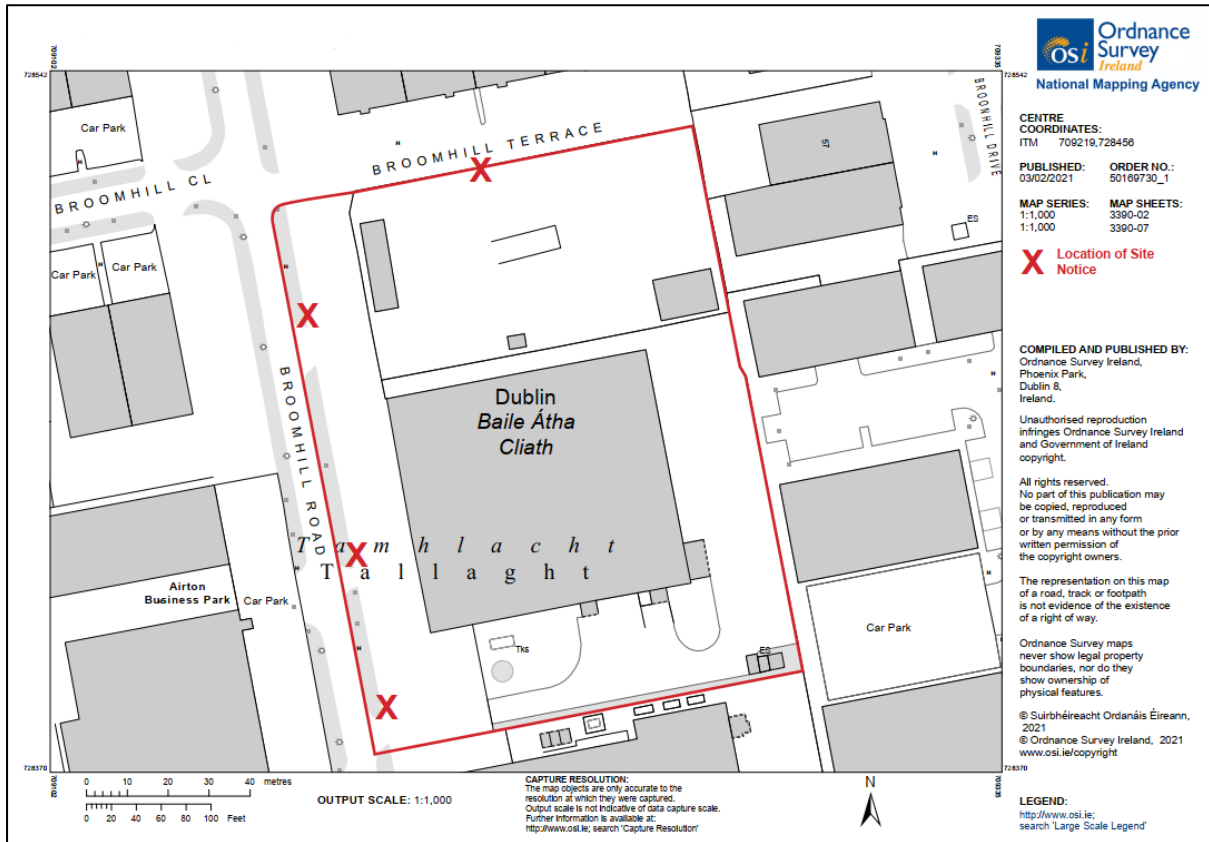 709102
709335
728542
728542
Car Park
BROOMHILL TERRACE
BROOMHILL CL
BROOMHILL DRIVE
57
ES
Car Park
Car Park
X
X
BROOMHILL ROAD
Dublin
Baile Átha
Cliath
Tamhlacht
X
Tallaght
Airton
Business Park
Car Park
Car Park
Tks
ES
X
728370
728370
709102
709335
0 10 20 30 40 metres
0 20 40 60 80 100 Feet
OUTPUT SCALE: 1:1,000
CAPTURE RESOLUTION:
The map objects are only accurate to the
resolution at which they were captured.
Output scale is not indicative of data capture scale.
Further information is available at:
http://www.osi.ie; search 'Capture Resolution'
N
osi
Ordnance
Survey
Ireland
National Mapping Agency
CENTRE
COORDINATES:
ITM 709219,728456
PUBLISHED: ORDER NO.:
03/02/2021 50169730_1
MAP SERIES: MAP SHEETS:
1:1,000 3390-02
1:1,000 3390-07
X Location of Site
Notice
COMPILED AND PUBLISHED BY:
Ordnance Survey Ireland,
Phoenix Park,
Dublin 8,
Ireland.
Unauthorised reproduction
infringes Ordnance Survey Ireland
and Government of Ireland
copyright.
All rights reserved.
No part of this publication may
be copied, reproduced
or transmitted in any form
or by any means without the prior
written permission of
the copyright owners.
The representation on this map
of a road, track or footpath
is not evidence of the existence
of a right of way.
Ordnance Survey maps
never show legal property
boundaries, nor do they
show ownership of
physical features.
© Suirbhéireacht Ordanáis Éireann,
2021
© Ordnance Survey Ireland, 2021
www.osi.ie/copyright
LEGEND:
http://www.osi.ie;
search 'Large Scale Legend'